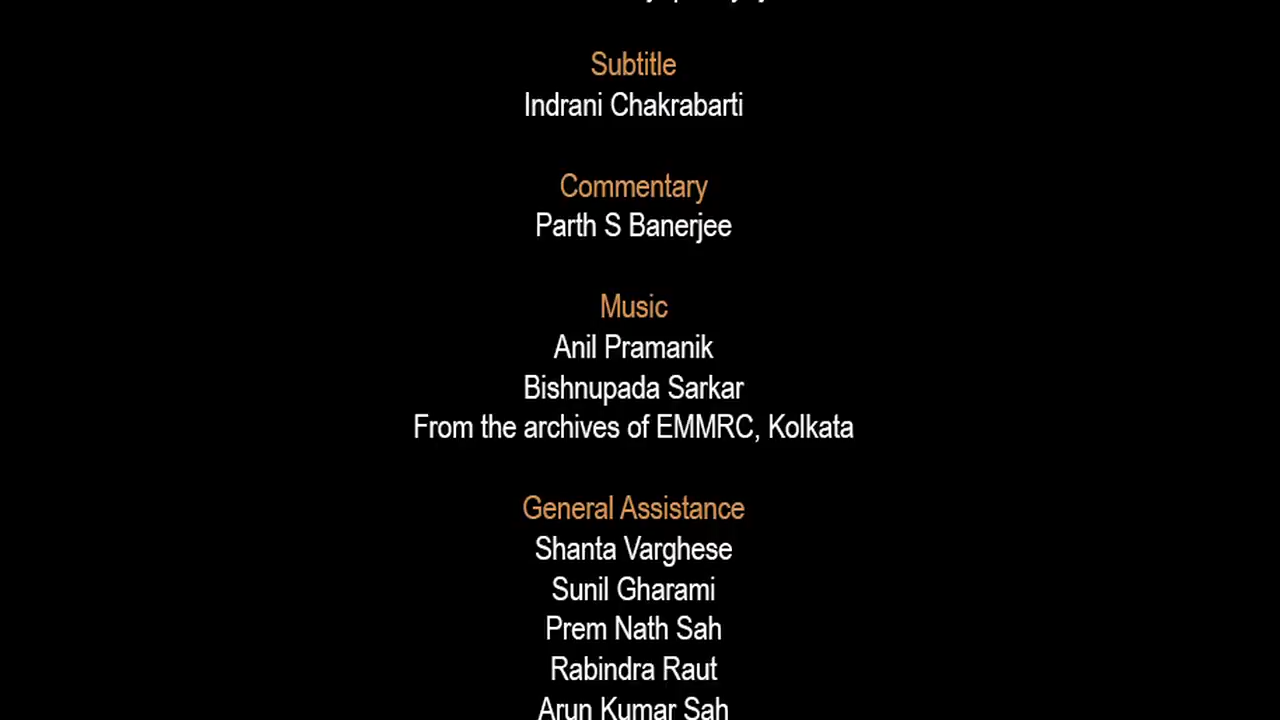 Subtitle
Indrani Chakrabarti
Commentary
Parth S Banerjee
Music
Anil Pramanik
Bishnupada Sarkar
From the archives of EMMRC, Kolkata
General Assistance
Shanta Varghese
Sunil Gharami
Prem Nath Sah
Rabindra Raut
Arun Kumar Sah